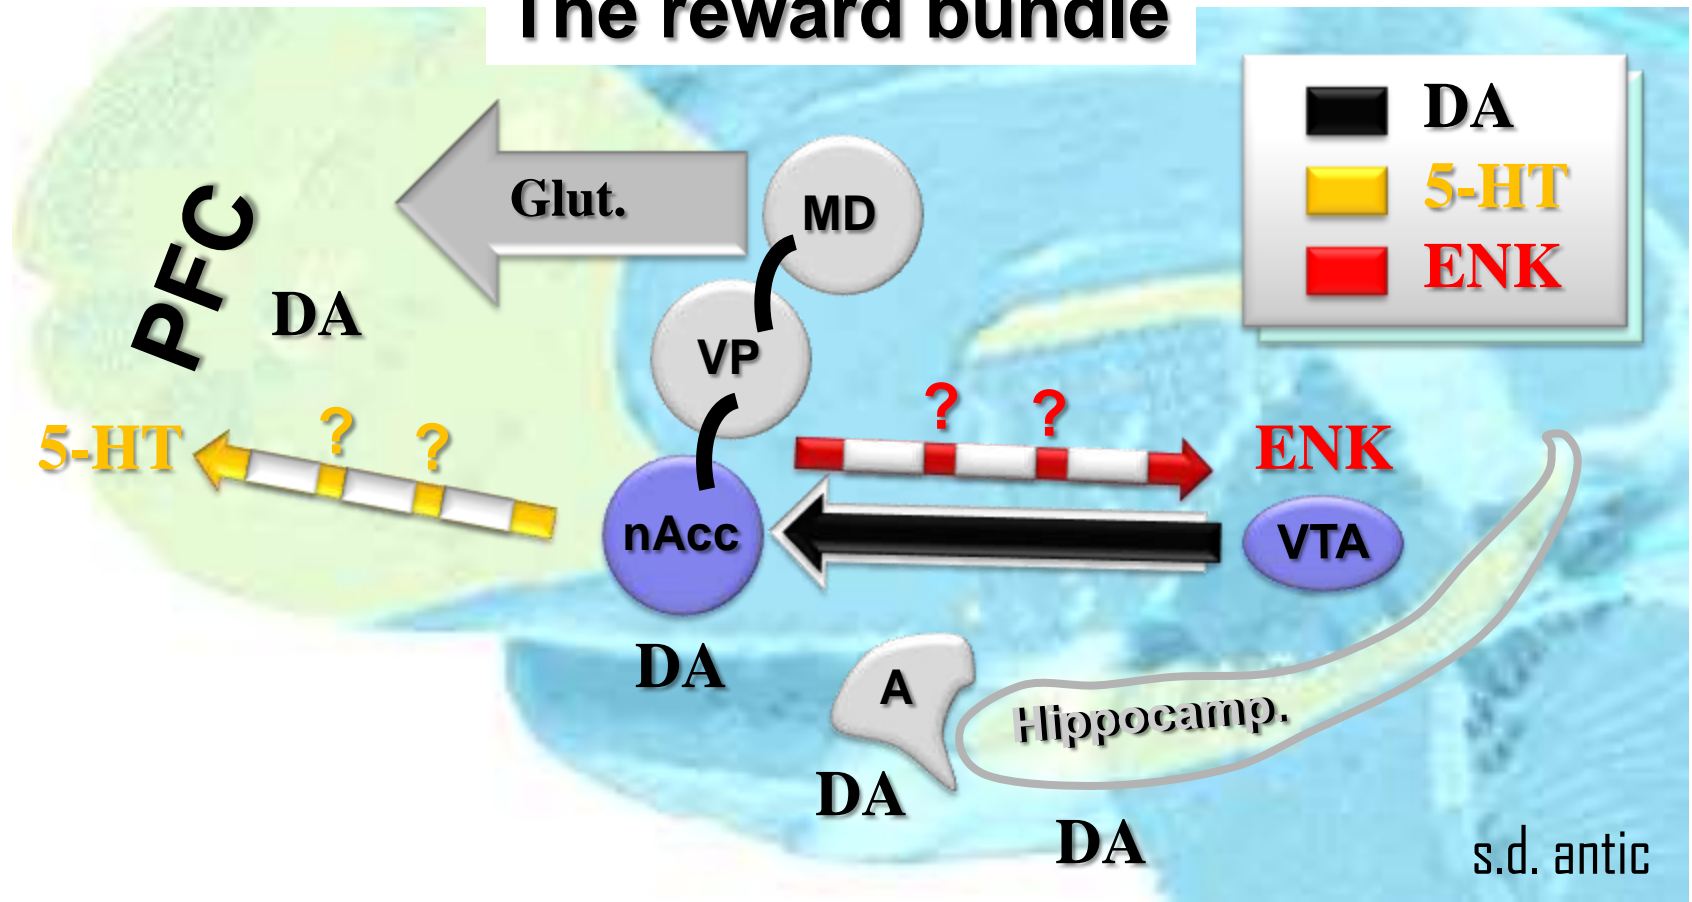 The reward bundle
DA
5-HT
ENK
Glut.
MD
PFC
DA
VP
? ?
5-HT
? ?
ENK
nAcc
VTA
DA
A
Hippocamp.
DA
DA
s.d. antic